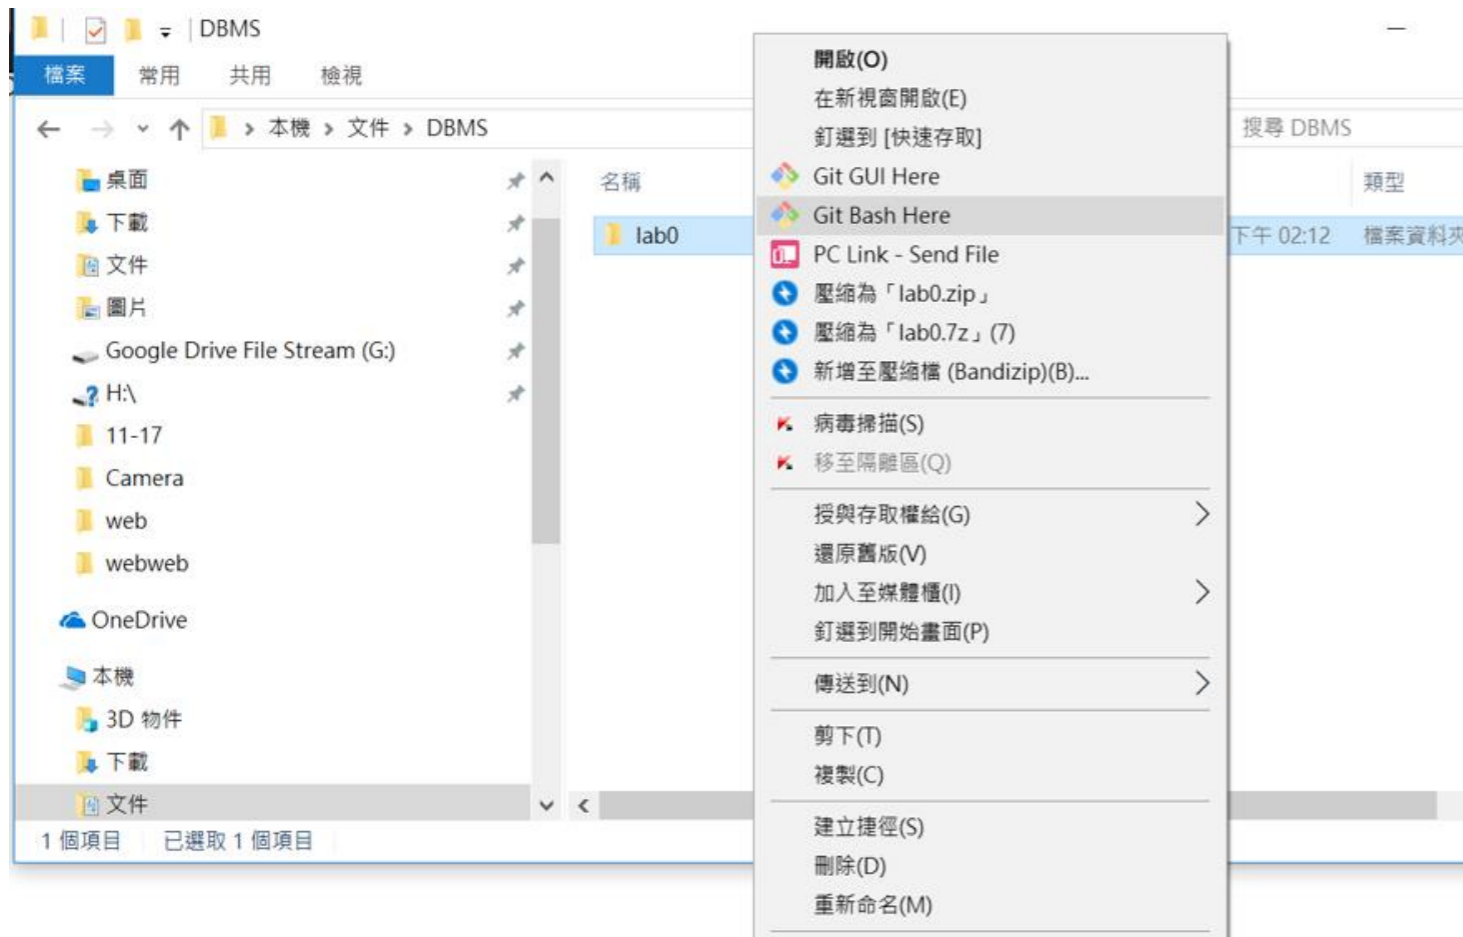 DBMS
檔案 常用 共用 檢視
本機 文件 DBMS
搜尋 DBMS
桌面
下載
文件
圖片
Google Drive File Stream (G:)
H:\
11-17
Camera
web
webweb
OneDrive
本機
3D 物件
下載
文件
名稱
類型
lab0
下午 02:12 檔案資料夾
開啟(O)
在新視窗開啟(E)
釘選到 [快速存取]
Git GUI Here
Git Bash Here
PC Link - Send File
壓縮為「lab0.zip」
壓縮為「lab0.7z」(7)
新增至壓縮檔 (Bandizip)(B)...
病毒掃描(S)
移至隔離區(Q)
授與存取權給(G)
還原舊版(V)
加入至媒體櫃(I)
釘選到開始畫面(P)
傳送到(N)
剪下(T)
複製(C)
建立捷徑(S)
刪除(D)
重新命名(M)
1 個項目 已選取 1 個項目